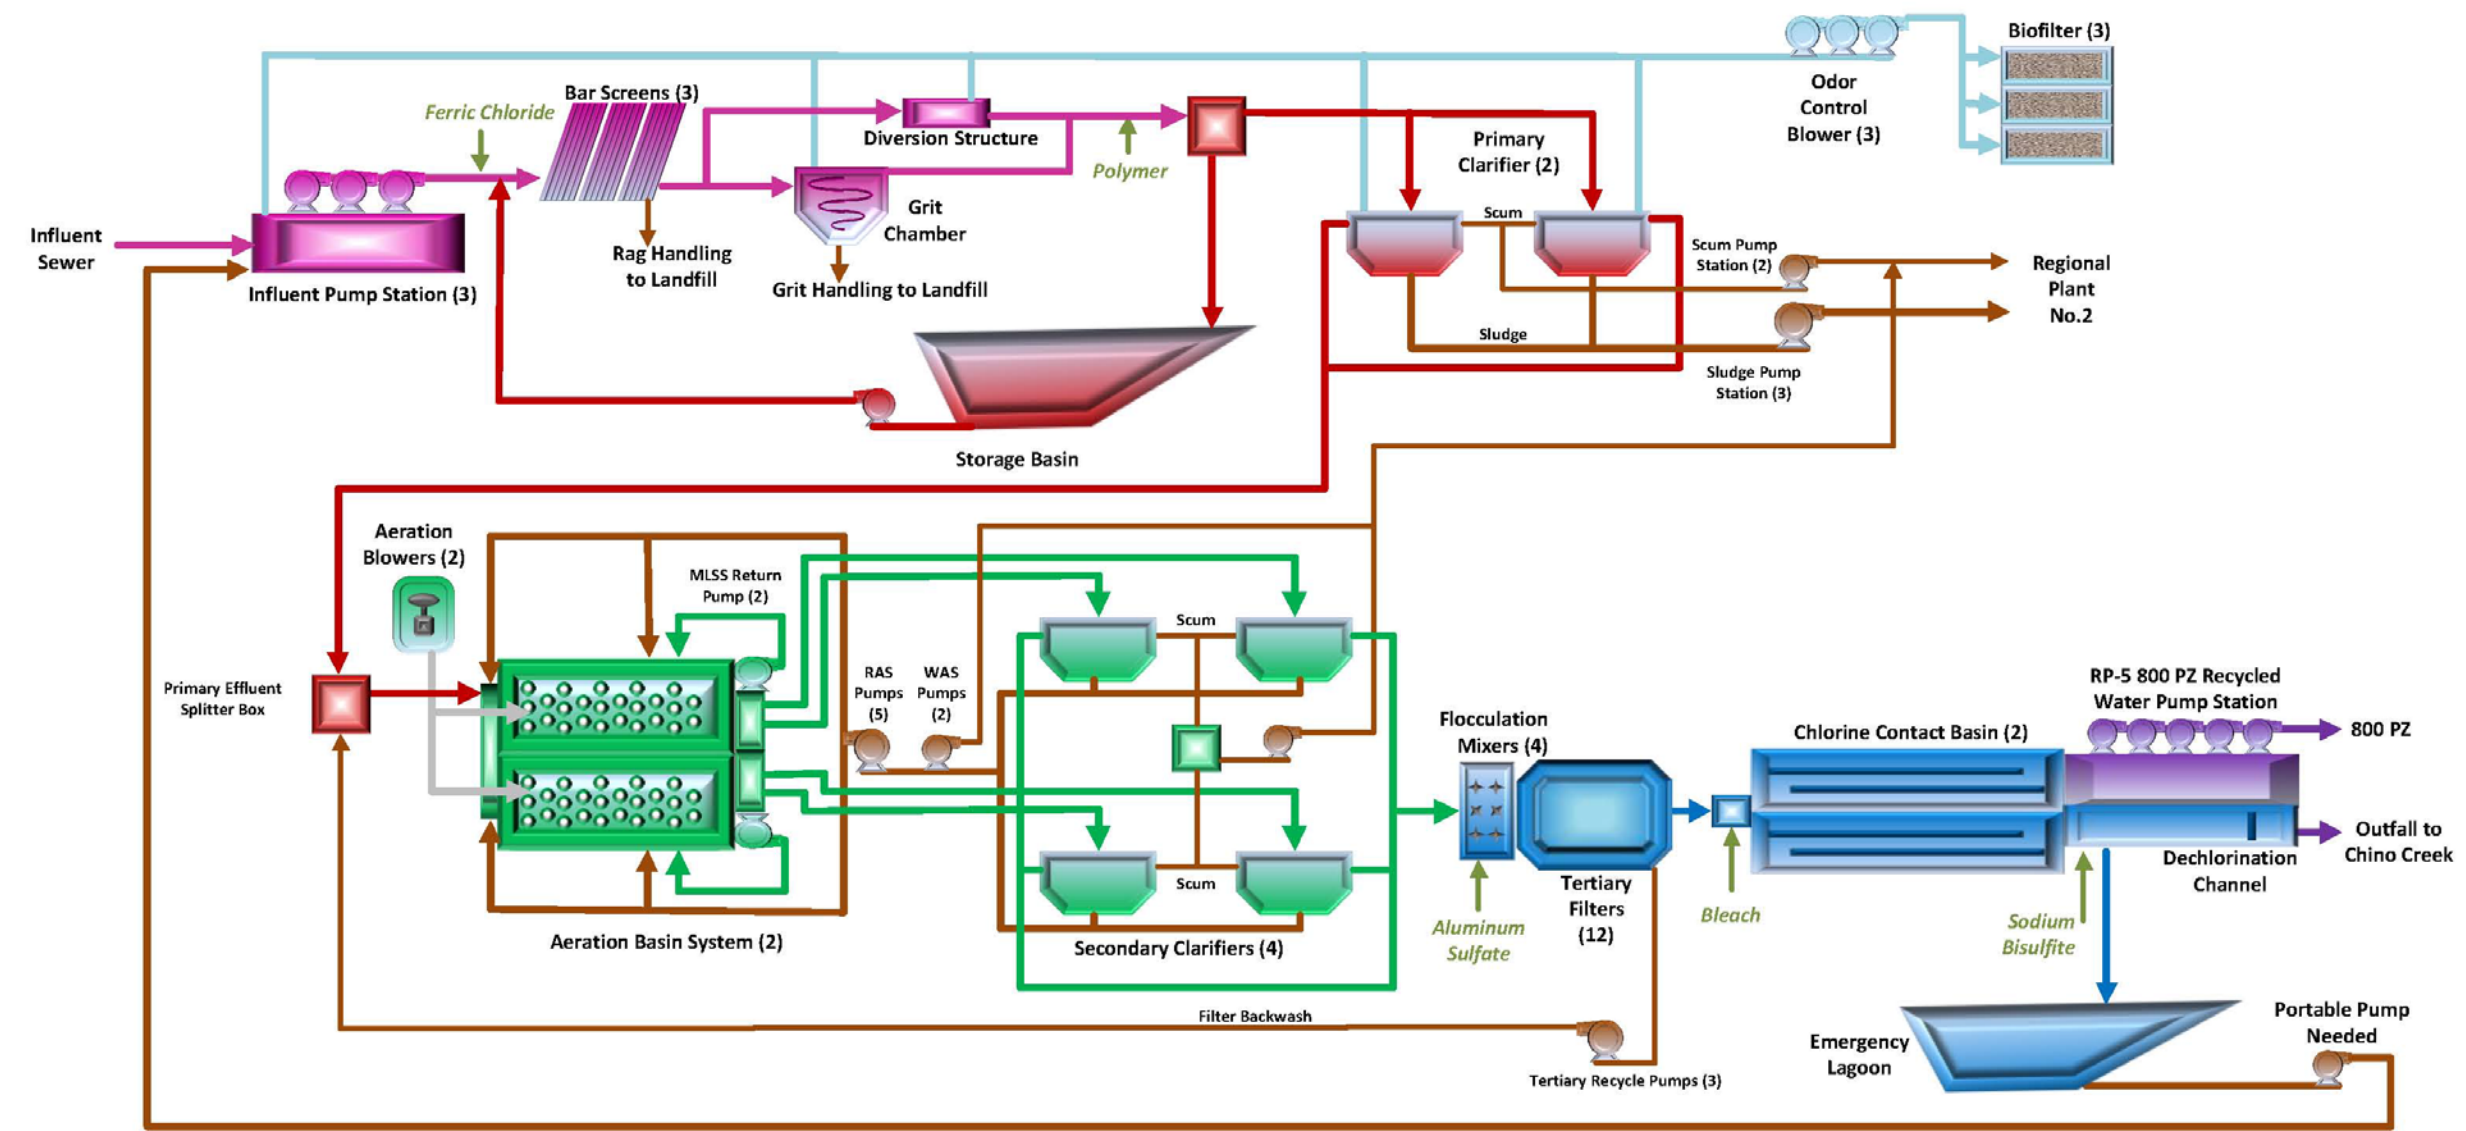 Biofilter (3)
Odor
Control
Blower (3)
Bar Screens (3)
Ferric Chloride
Diversion Structure
Polymer
Primary
Clarifier (2)
Grit
Chamber
Scum
Influent
Sewer
Rag Handling
to Landfill
Grit Handling to Landfill
Influent Pump Station (3)
Scum Pump
Station (2)
Regional
Plant
No.2
Sludge
Sludge Pump
Station (3)
Storage Basin
Aeration
Blowers (2)
MLSS Return
Pump (2)
Scum
Primary Effluent
Splitter Box
RAS
Pumps
(5)
WAS
Pumps
(2)
Flocculation
Mixers (4)
Chlorine Contact Basin (2)
RP-5 800 PZ Recycled
Water Pump Station
800 PZ
Outfall to
Chino Creek
Dechlorination
Channel
Scum
Tertiary
Filters
(12)
Aeration Basin System (2)
Secondary Clarifiers (4)
Aluminum
Sulfate
Bleach
Sodium
Bisulfite
Filter Backwash
Portable Pump
Needed
Emergency
Lagoon
Tertiary Recycle Pumps (3)